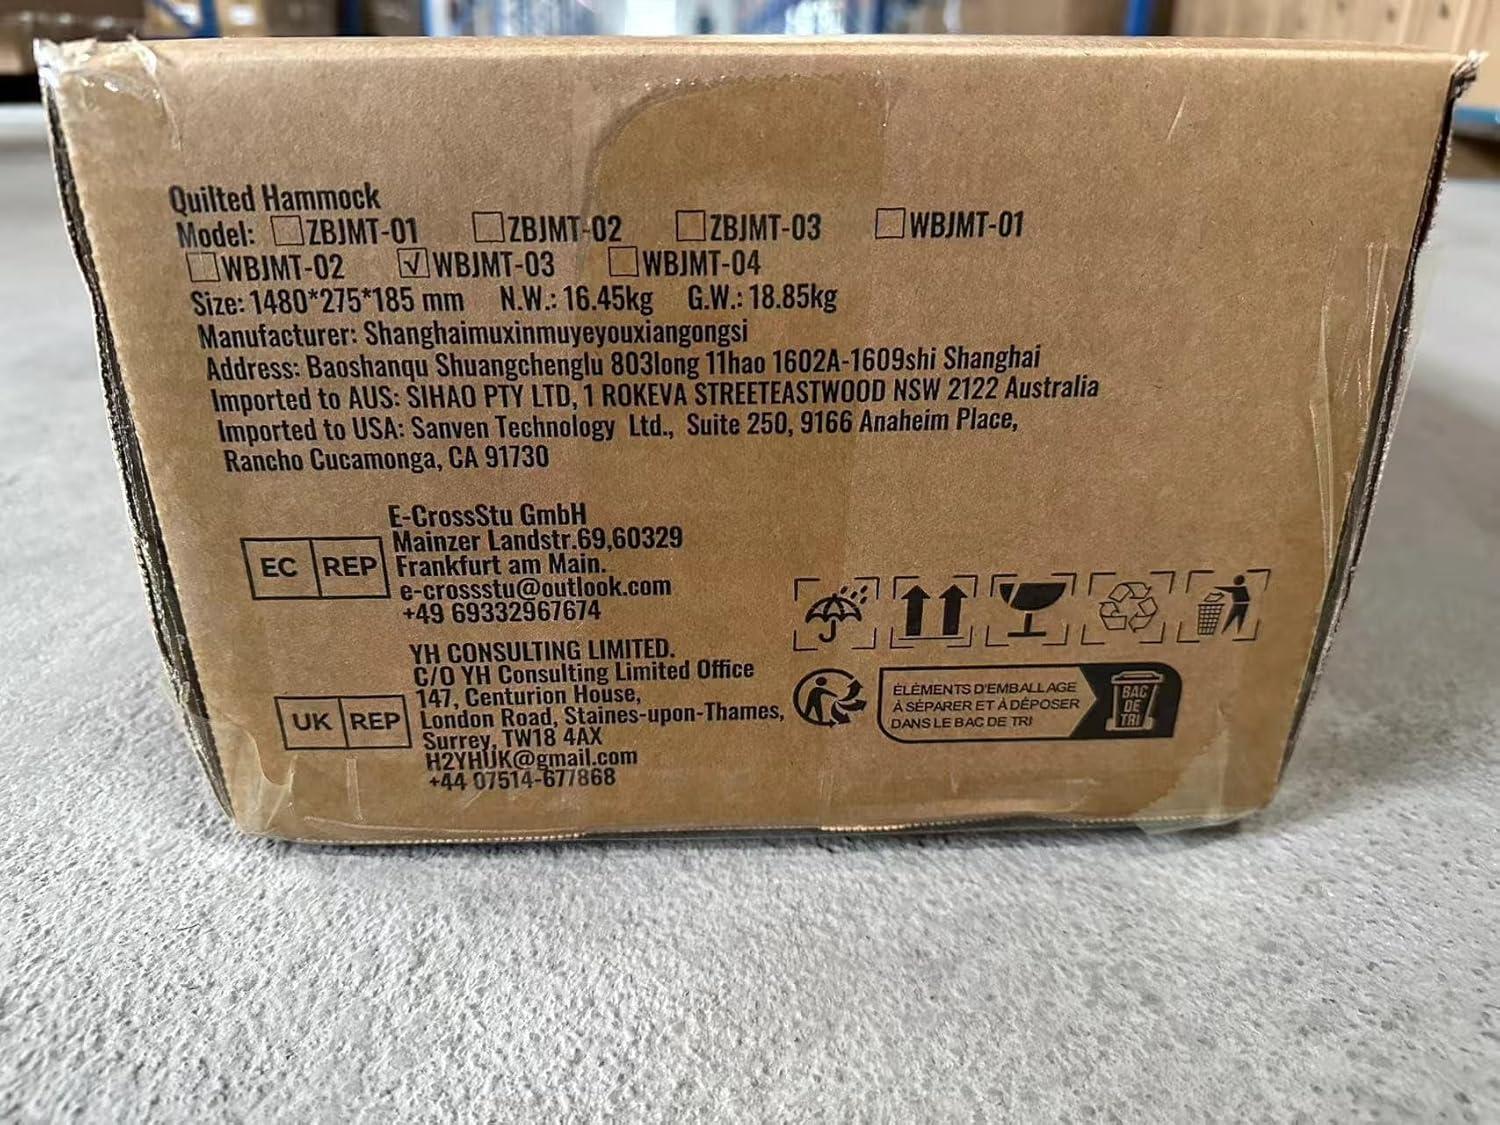 Quilted Hammock
Model: ☐ZBJMT-01 ☐ZBJMT-02 ☐ZBJMT-03 ☐WBJMT-01
☐WBJMT-02 ☑WBJMT-03 ☐WBJMT-04
Size: 1480*275*185 mm N.W.: 16.45kg G.W.: 18.85kg
Manufacturer: Shanghaimuxinmuyeyouxiangongsi
Address: Baoshanqu Shuangchenglu 803long 11hao 1602A-1609shi Shanghai
Imported to AUS: SIHAO PTY LTD, 1 ROKEVA STREETEASTWOOD NSW 2122 Australia
Imported to USA: Sanven Technology Ltd., Suite 250, 9166 Anaheim Place,
Rancho Cucamonga, CA 91730
EC REP
E-CrossStu GmbH
Mainzer Landstr.69,60329
Frankfurt am Main.
e-crossstu@outlook.com
+49 69332967674
UK REP
YH CONSULTING LIMITED.
C/O YH Consulting Limited Office
147, Centurion House,
London Road, Staines-upon-Thames,
Surrey, TW18 4AX
H2YHUK@gmail.com
+44 07514-677868
ÉLÉMENTS D'EMBALLAGE
À SÉPARER ET À DÉPOSER
DANS LE BAC DE TRI
BAC
DE
TRI